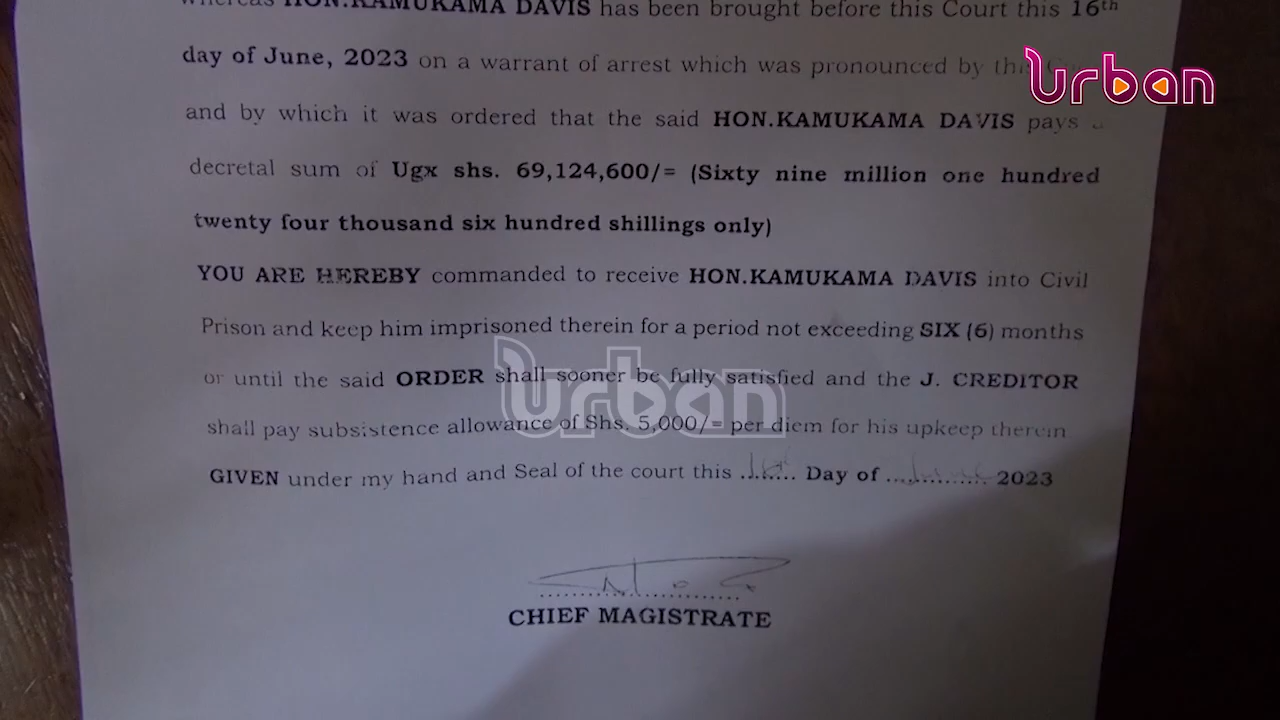 whereas HON.KAMUKAMA DAVIS has been brought before this Court this 16th
day of June, 2023 on a warrant of arrest which was pronounced by this
Urban
and by which it was ordered that the said HON.KAMUKAMA DAVIS pays a
decretal sum of Ugx shs. 69,124,600/= (Sixty nine million one hundred
twenty four thousand six hundred shillings only)
YOU ARE HEREBY commanded to receive HON.KAMUKAMA DAVIS into Civil
Prison and keep him imprisoned therein for a period not exceeding SIX (6) months
or until the said ORDER shall sooner be fully satisfied and the J. CREDITOR
Urban
shall pay subsistence allowance of Shs. 5,000/= per diem for his upkeep therein
GIVEN under my hand and Seal of the court this ........ Day of .............. 2023
CHIEF MAGISTRATE